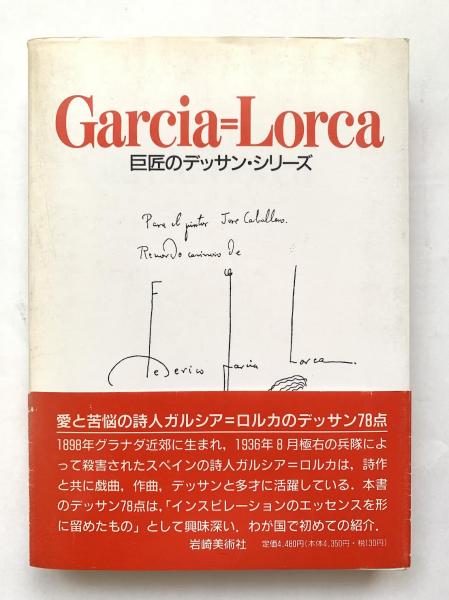 Garcia=Lorca
巨匠のデッサン・シリーズ
Para el pintor Jose Caballero.
Recuerdo cariñoso de
Federico Garcia Lorca.
愛と苦悩の詩人ガルシア=ロルカのデッサン78点
1898年グラナダ近郊に生まれ,1936年8月極右の兵隊によ
って殺害されたスペインの詩人ガルシア=ロルカは,詩作
と共に戯曲,作曲,デッサンと多才に活躍している.本書
のデッサン78点は,「インスピレーションのエッセンスを形
に留めたもの」として興味深い.わが国で初めての紹介.
岩崎美術社 定価4,480円(本体4,350円・税130円)